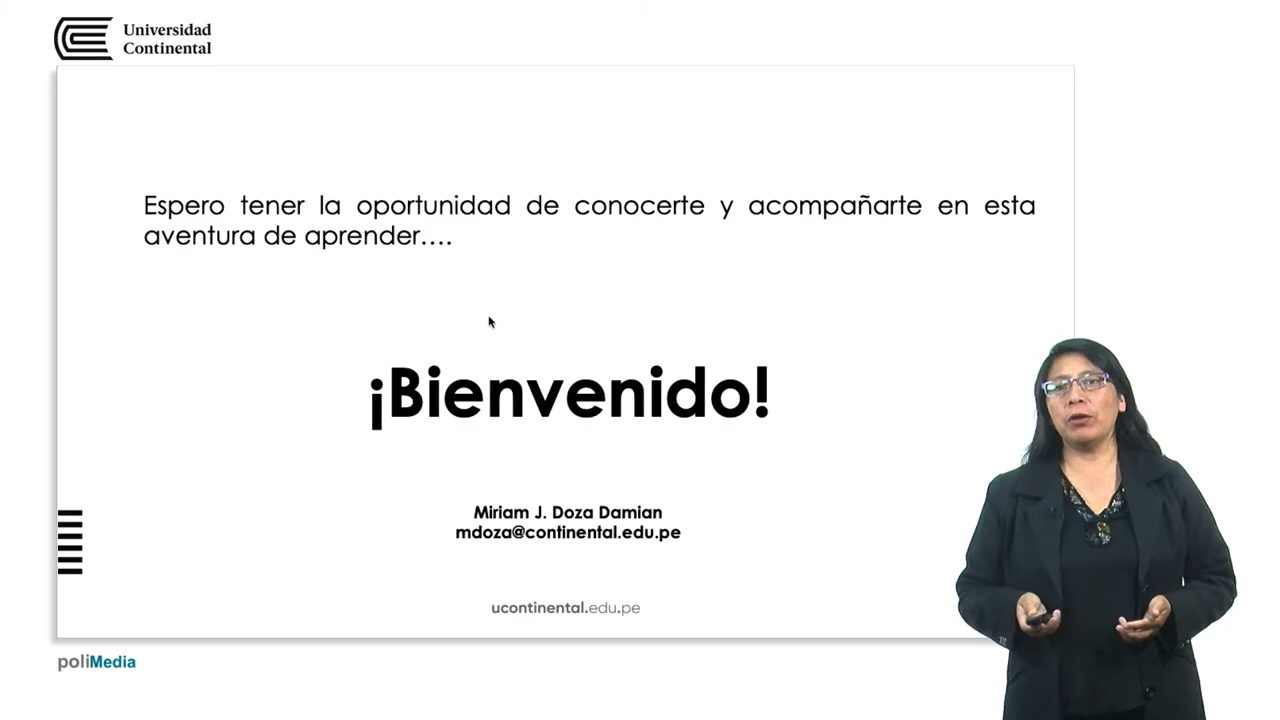 Universidad
Continental
Espero tener la oportunidad de conocerte y acompañarte en esta
aventura de aprender....
¡Bienvenido!
Miriam J. Doza Damian
mdoza@continental.edu.pe
ucontinental.edu.pe
poliMedia